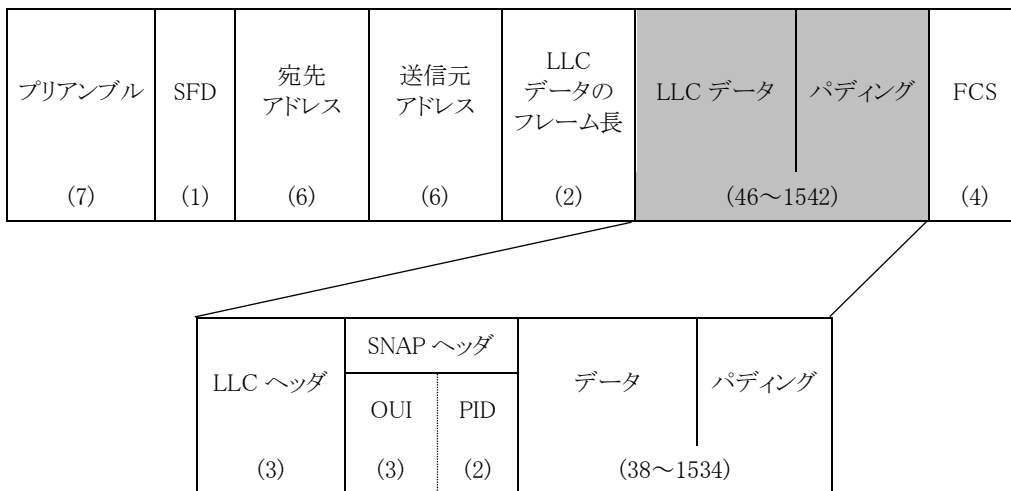 プリアンブル
(7)
SFD
(1)
宛先
アドレス
(6)
送信元
アドレス
(6)
LLC
データの
フレーム長
(2)
LLC データ
パディング
(46～1542)
FCS
(4)
LLC ヘッダ
(3)
SNAP ヘッダ
OUI
(3)
PID
(2)
データ
パディング
(38～1534)